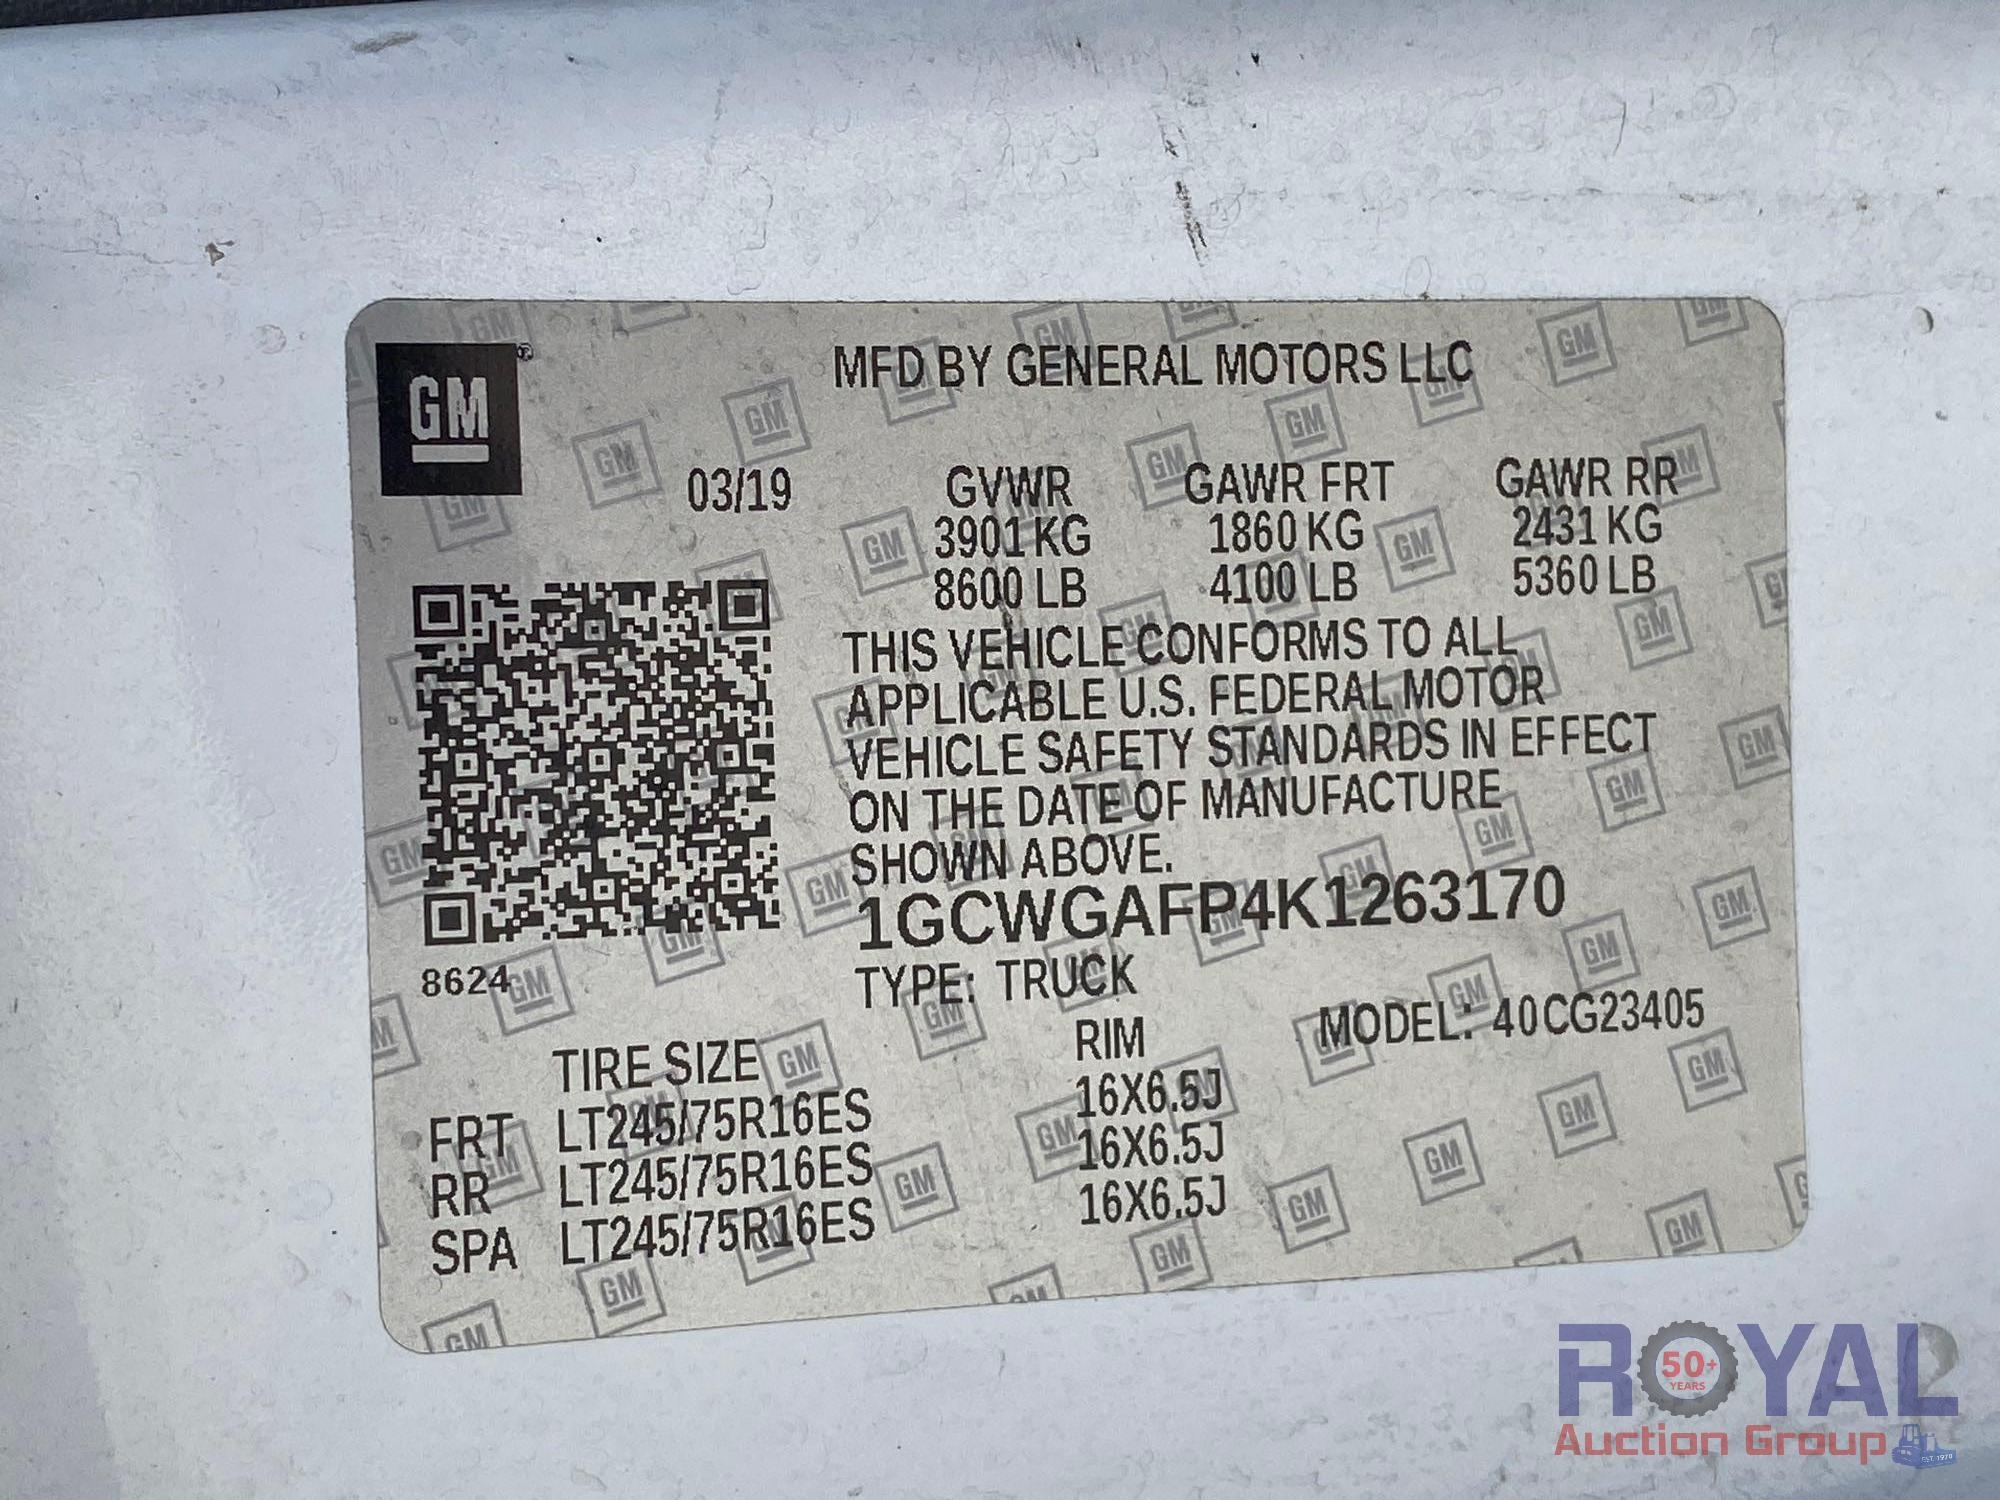 GM®
MFD BY GENERAL MOTORS LLC
03/19 GVWR GAWR FRT GAWR RR
3901 KG 1860 KG 2431 KG
8600 LB 4100 LB 5360 LB
THIS VEHICLE CONFORMS TO ALL
APPLICABLE U.S. FEDERAL MOTOR
VEHICLE SAFETY STANDARDS IN EFFECT
ON THE DATE OF MANUFACTURE
SHOWN ABOVE.
1GCWGAFP4K1263170
8624
TYPE: TRUCK
MODEL: 40CG23405
TIRE SIZE RIM
FRT LT245/75R16ES 16X6.5J
RR LT245/75R16ES 16X6.5J
SPA LT245/75R16ES 16X6.5J
ROYAL
50+
YEARS
Auction Group
EST. 1970